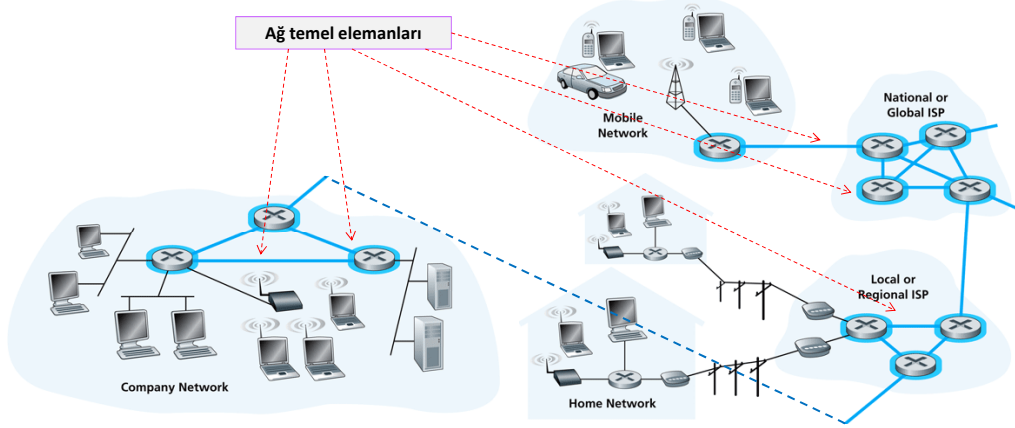 Ağ temel elemanları
Mobile
Network
National or
Global ISP
Local or
Regional ISP
Company Network
Home Network